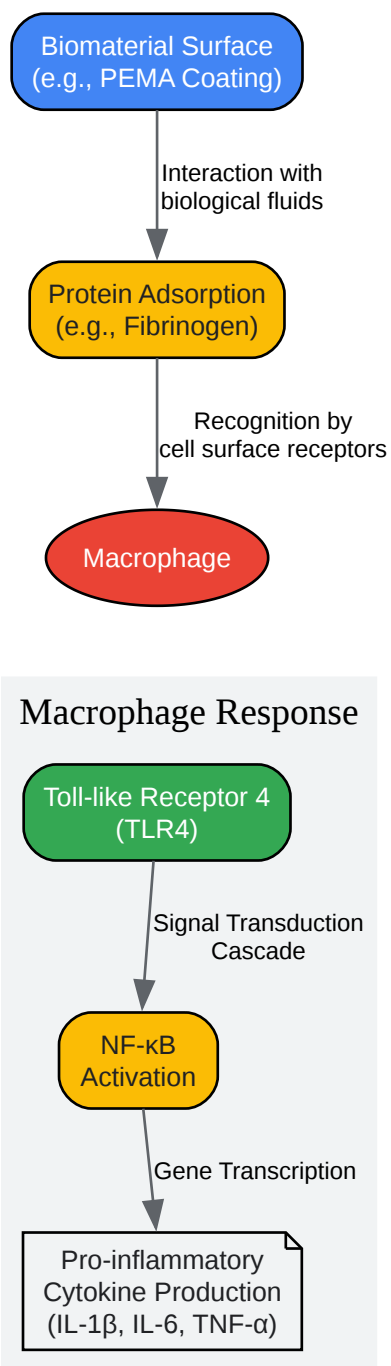 Biomaterial Surface
(e.g., PEMA Coating)
Interaction with
biological fluids
Protein Adsorption
(e.g., Fibrinogen)
Recognition by
cell surface receptors
Macrophage
Macrophage Response
Toll-like Receptor 4
(TLR4)
Signal Transduction
Cascade
NF-κB
Activation
Gene Transcription
Pro-inflammatory
Cytokine Production
(IL-1β, IL-6, TNF-α)